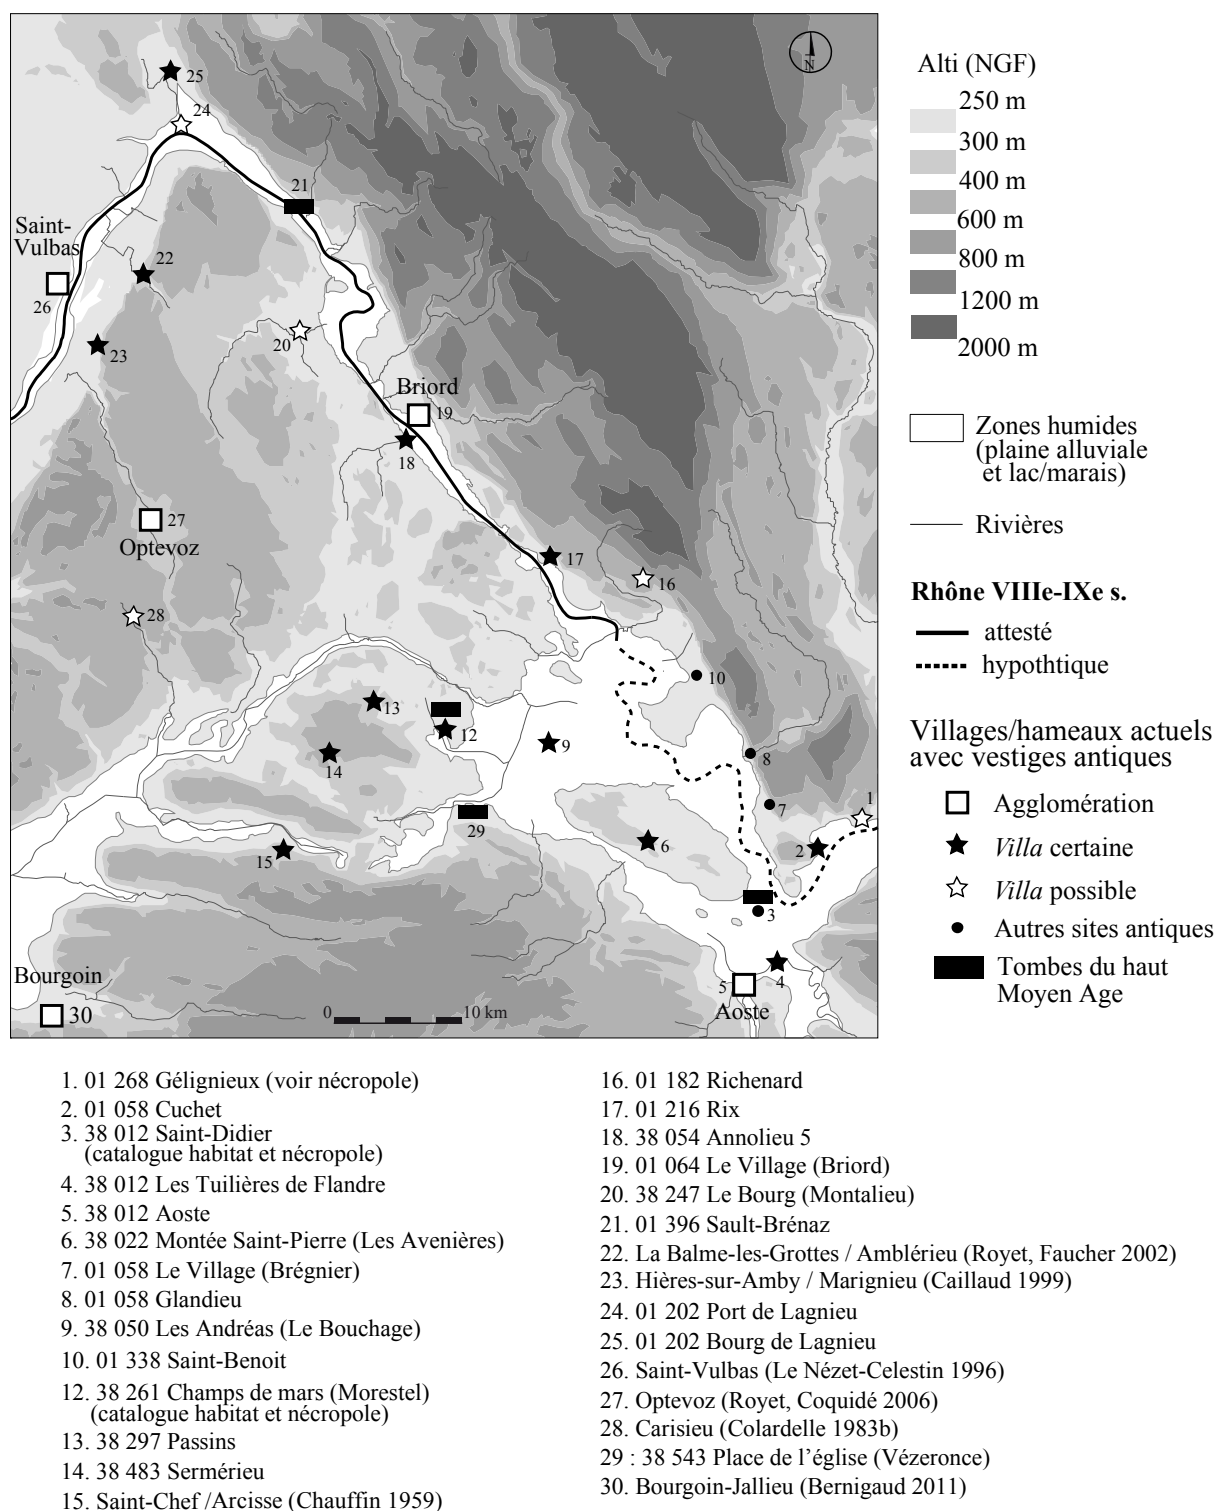 N
25
24
21
Saint-
Vulbas
22
26
23
20
Briord
19
18
27
Optevoz
17
16
28
10
13
12
9
14
8
7
1
29
15
6
2
3
Bourgoin
30
0
10 km
5
4
Aoste
Alti (NGF)
250 m
300 m
400 m
600 m
800 m
1200 m
2000 m
Zones humides
(plaine alluviale
et lac/marais)
Rivières
Rhône VIIIe-IXe s.
attesté
hypothtique
Villages/hameaux actuels
avec vestiges antiques
Agglomération
Villa certaine
Villa possible
Autres sites antiques
Tombes du haut
Moyen Age
1. 01 268 Gélignieux (voir nécropole)
2. 01 058 Cuchet
3. 38 012 Saint-Didier
(catalogue habitat et nécropole)
4. 38 012 Les Tuilières de Flandre
5. 38 012 Aoste
6. 38 022 Montée Saint-Pierre (Les Avenières)
7. 01 058 Le Village (Brégnier)
8. 01 058 Glandieu
9. 38 050 Les Andréas (Le Bouchage)
10. 01 338 Saint-Benoit
12. 38 261 Champs de mars (Morestel)
(catalogue habitat et nécropole)
13. 38 297 Passins
14. 38 483 Sermérieu
15. Saint-Chef /Arcisse (Chauffin 1959)
16. 01 182 Richenard
17. 01 216 Rix
18. 38 054 Annolieu 5
19. 01 064 Le Village (Briord)
20. 38 247 Le Bourg (Montalieu)
21. 01 396 Sault-Brénaz
22. La Balme-les-Grottes / Amblérieu (Royet, Faucher 2002)
23. Hières-sur-Amby / Marignieu (Caillaud 1999)
24. 01 202 Port de Lagnieu
25. 01 202 Bourg de Lagnieu
26. Saint-Vulbas (Le Nézet-Celestin 1996)
27. Optevoz (Royet, Coquidé 2006)
28. Carisieu (Colardelle 1983b)
29 : 38 543 Place de l'église (Vézeronce)
30. Bourgoin-Jallieu (Bernigaud 2011)